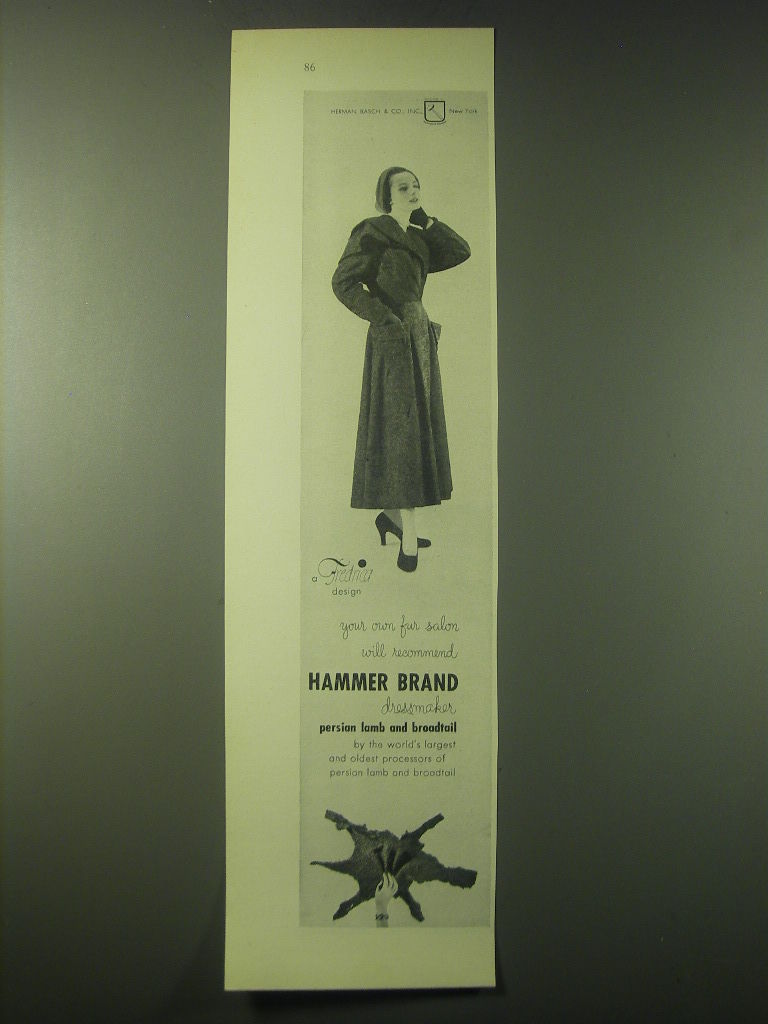 86
HERMAN BASCH & CO., INC. New York
a Fredrica
design
your own fur salon
will recommend
HAMMER BRAND
dressmaker
persian lamb and broadtail
by the world's largest
and oldest processors of
persian lamb and broadtail